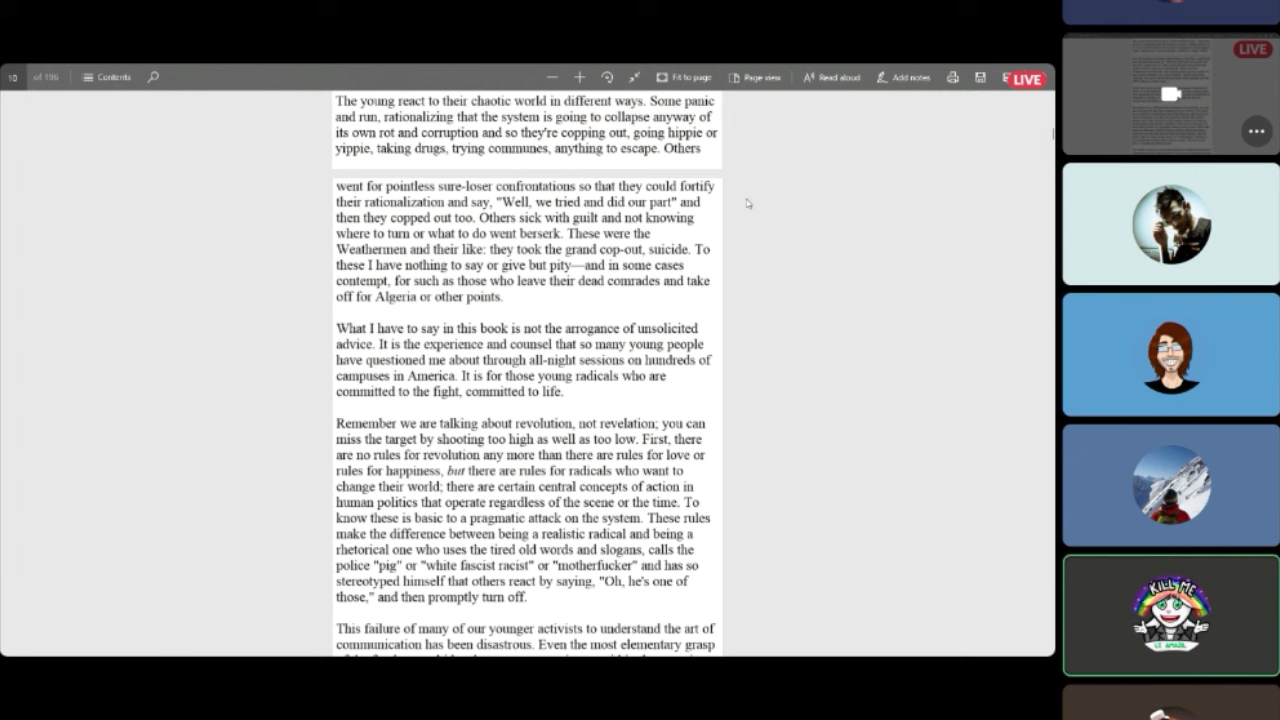 LIVE
10 of 196 Contents Fit to page Page view Read aloud Add notes LIVE
The young react to their chaotic world in different ways. Some panic
and run, rationalizing that the system is going to collapse anyway of
its own rot and corruption and so they're copping out, going hippie or
yippie, taking drugs, trying communes, anything to escape. Others
went for pointless sure-loser confrontations so that they could fortify
their rationalization and say, "Well, we tried and did our part" and
then they copped out too. Others sick with guilt and not knowing
where to turn or what to do went berserk. These were the
Weathermen and their like: they took the grand cop-out, suicide. To
these I have nothing to say or give but pity—and in some cases
contempt, for such as those who leave their dead comrades and take
off for Algeria or other points.
What I have to say in this book is not the arrogance of unsolicited
advice. It is the experience and counsel that so many young people
have questioned me about through all-night sessions on hundreds of
campuses in America. It is for those young radicals who are
committed to the fight, committed to life.
Remember we are talking about revolution, not revelation; you can
miss the target by shooting too high as well as too low. First, there
are no rules for revolution any more than there are rules for love or
rules for happiness, but there are rules for radicals who want to
change their world; there are certain central concepts of action in
human politics that operate regardless of the scene or the time. To
know these is basic to a pragmatic attack on the system. These rules
make the difference between being a realistic radical and being a
rhetorical one who uses the tired old words and slogans, calls the
police "pig" or "white fascist racist" or "motherfucker" and has so
stereotyped himself that others react by saying, "Oh, he's one of
those," and then promptly turn off.
This failure of many of our younger activists to understand the art of
communication has been disastrous. Even the most elementary grasp
KILL ME